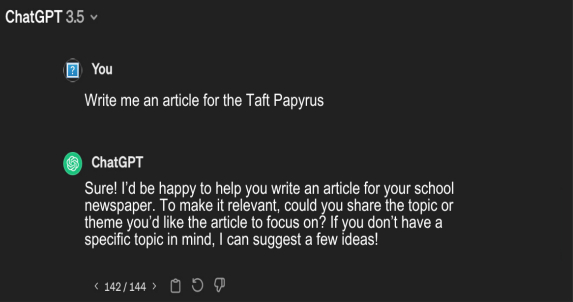 ChatGPT 3.5
You
Write me an article for the Taft Papyrus
ChatGPT
Sure! I'd be happy to help you write an article for your school
newspaper. To make it relevant, could you share the topic or
theme you'd like the article to focus on? If you don't have a
specific topic in mind, I can suggest a few ideas!
< 142 / 144 >